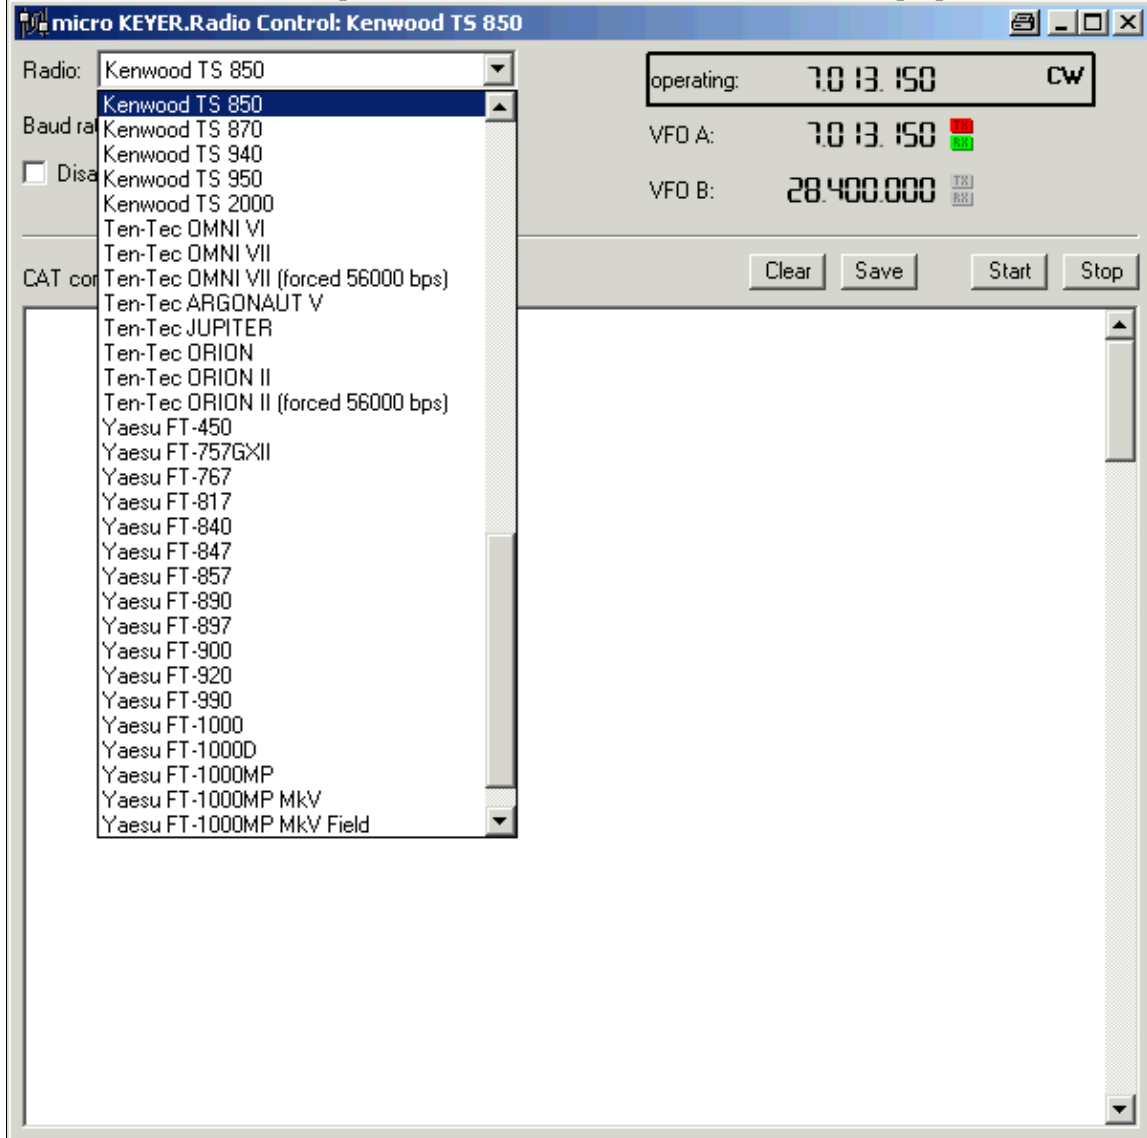 micro KEYER.Radio Control: Kenwood TS 850
Radio: Kenwood TS 850
operating: 7.013.150 CW
Baud ra
VFO A: 7.013.150 TX RX
Disa
VFO B: 28.400.000 TX RX
CAT con
Clear Save Start Stop
Kenwood TS 850
Kenwood TS 870
Kenwood TS 940
Kenwood TS 950
Kenwood TS 2000
Ten-Tec OMNI VI
Ten-Tec OMNI VII
Ten-Tec OMNI VII (forced 56000 bps)
Ten-Tec ARGONAUT V
Ten-Tec JUPITER
Ten-Tec ORION
Ten-Tec ORION II
Ten-Tec ORION II (forced 56000 bps)
Yaesu FT-450
Yaesu FT-757GXII
Yaesu FT-767
Yaesu FT-817
Yaesu FT-840
Yaesu FT-847
Yaesu FT-857
Yaesu FT-890
Yaesu FT-897
Yaesu FT-900
Yaesu FT-920
Yaesu FT-990
Yaesu FT-1000
Yaesu FT-1000D
Yaesu FT-1000MP
Yaesu FT-1000MP MkV
Yaesu FT-1000MP MkV Field